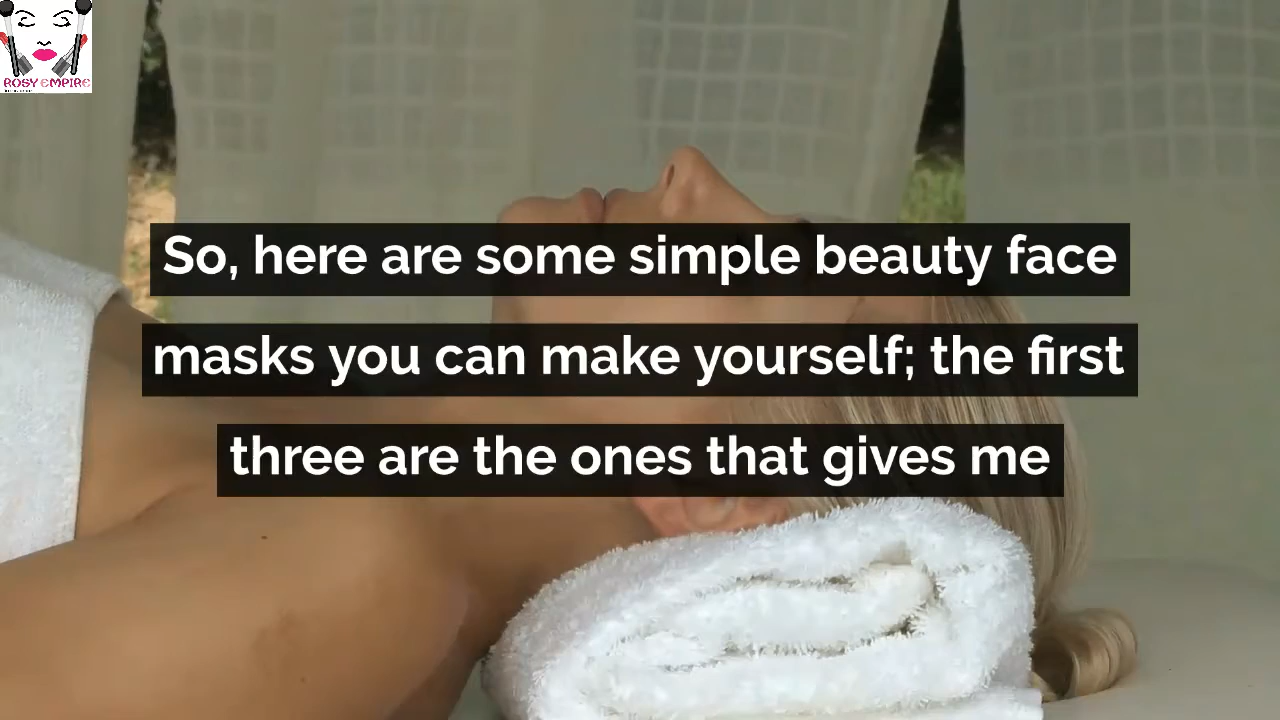 ROSY EMPIRE
So, here are some simple beauty face
masks you can make yourself; the first
three are the ones that gives me